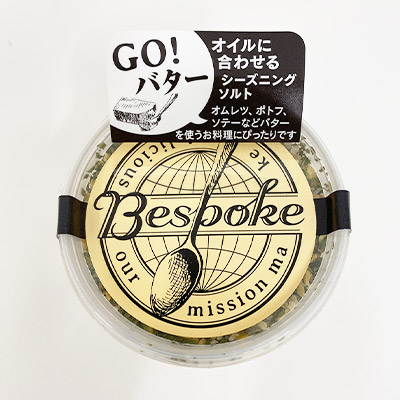 GO!
バター
オイルに
合わせる
シーズニング
ソルト
オムレツ、ポトフ、
ソテーなどバター
を使うお料理にぴったりです
licious
ke
Bespoke
our mission ma